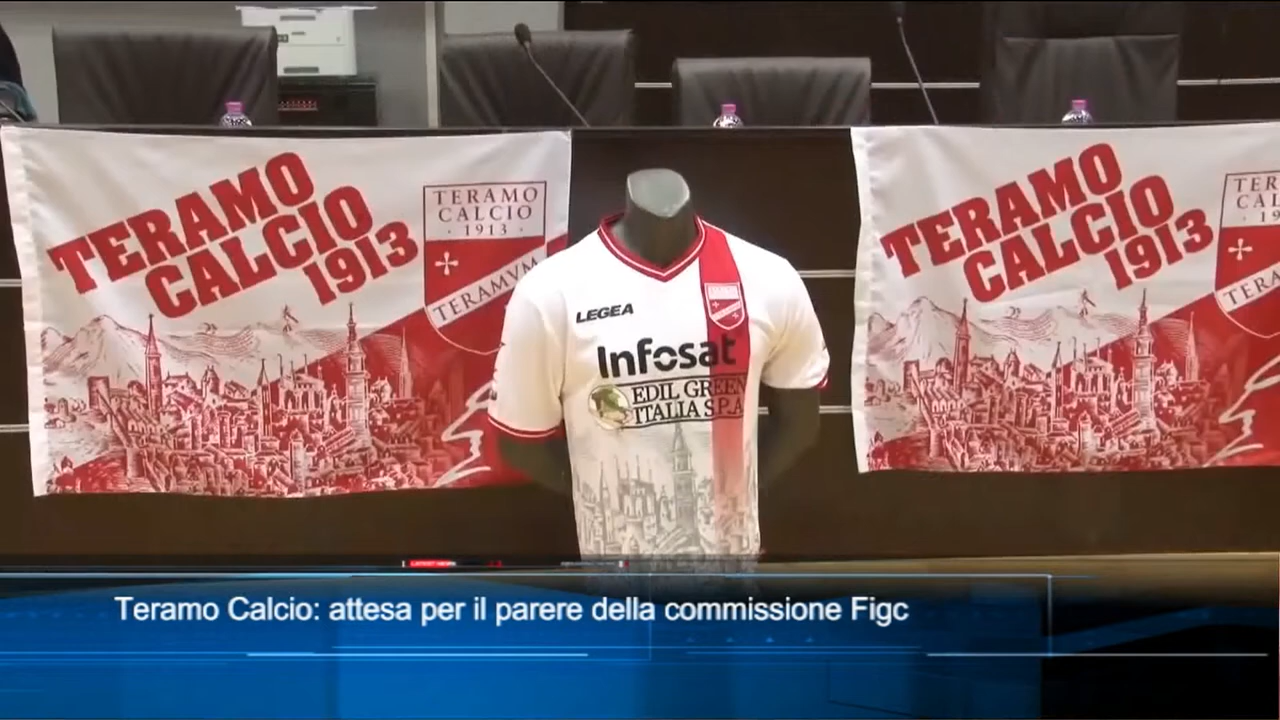 TERAMO
CALCIO
1913
TERAMO
CALCIO
· 1913 ·
TERAMVM
LEGEA
Infosat
EDIL GREEN
ITALIA S.P.A
TERAMO
CALCIO
1913
Teramo Calcio: attesa per il parere della commissione Figc